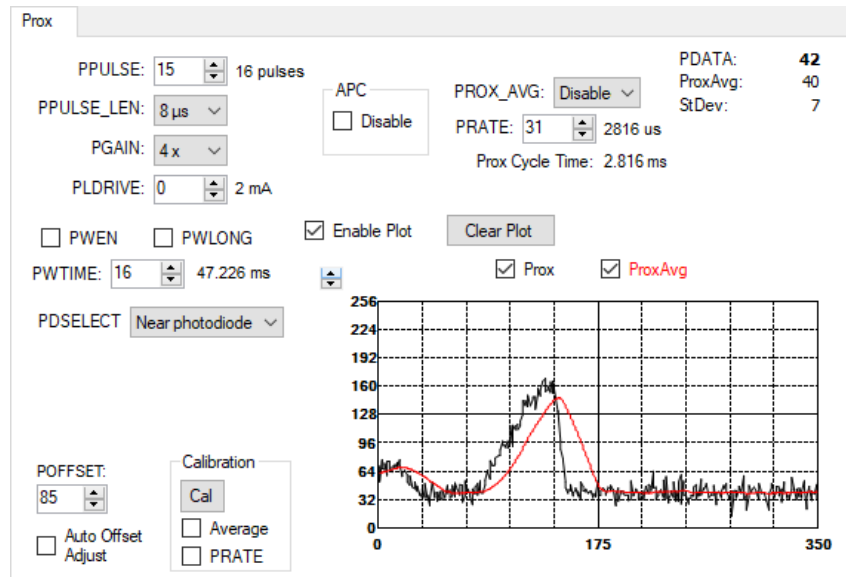 Prox
PPULSE: 15 16 pulses
PPULSE_LEN: 8 µs
PGAIN: 4 x
PLDRIVE: 0 2 mA
APC
Disable
PROX_AVG: Disable
PRATE: 31 2816 us
Prox Cycle Time: 2.816 ms
PDATA: 42
ProxAvg: 40
StDev: 7
PWEN PWLONG
Enable Plot Clear Plot
PWTIME: 16 47.226 ms
Prox ProxAvg
PDSELECT Near photodiode
256
224
192
160
128
96
64
32
0
0 175 350
POFFSET:
85
Auto Offset
Adjust
Calibration
Cal
Average
PRATE